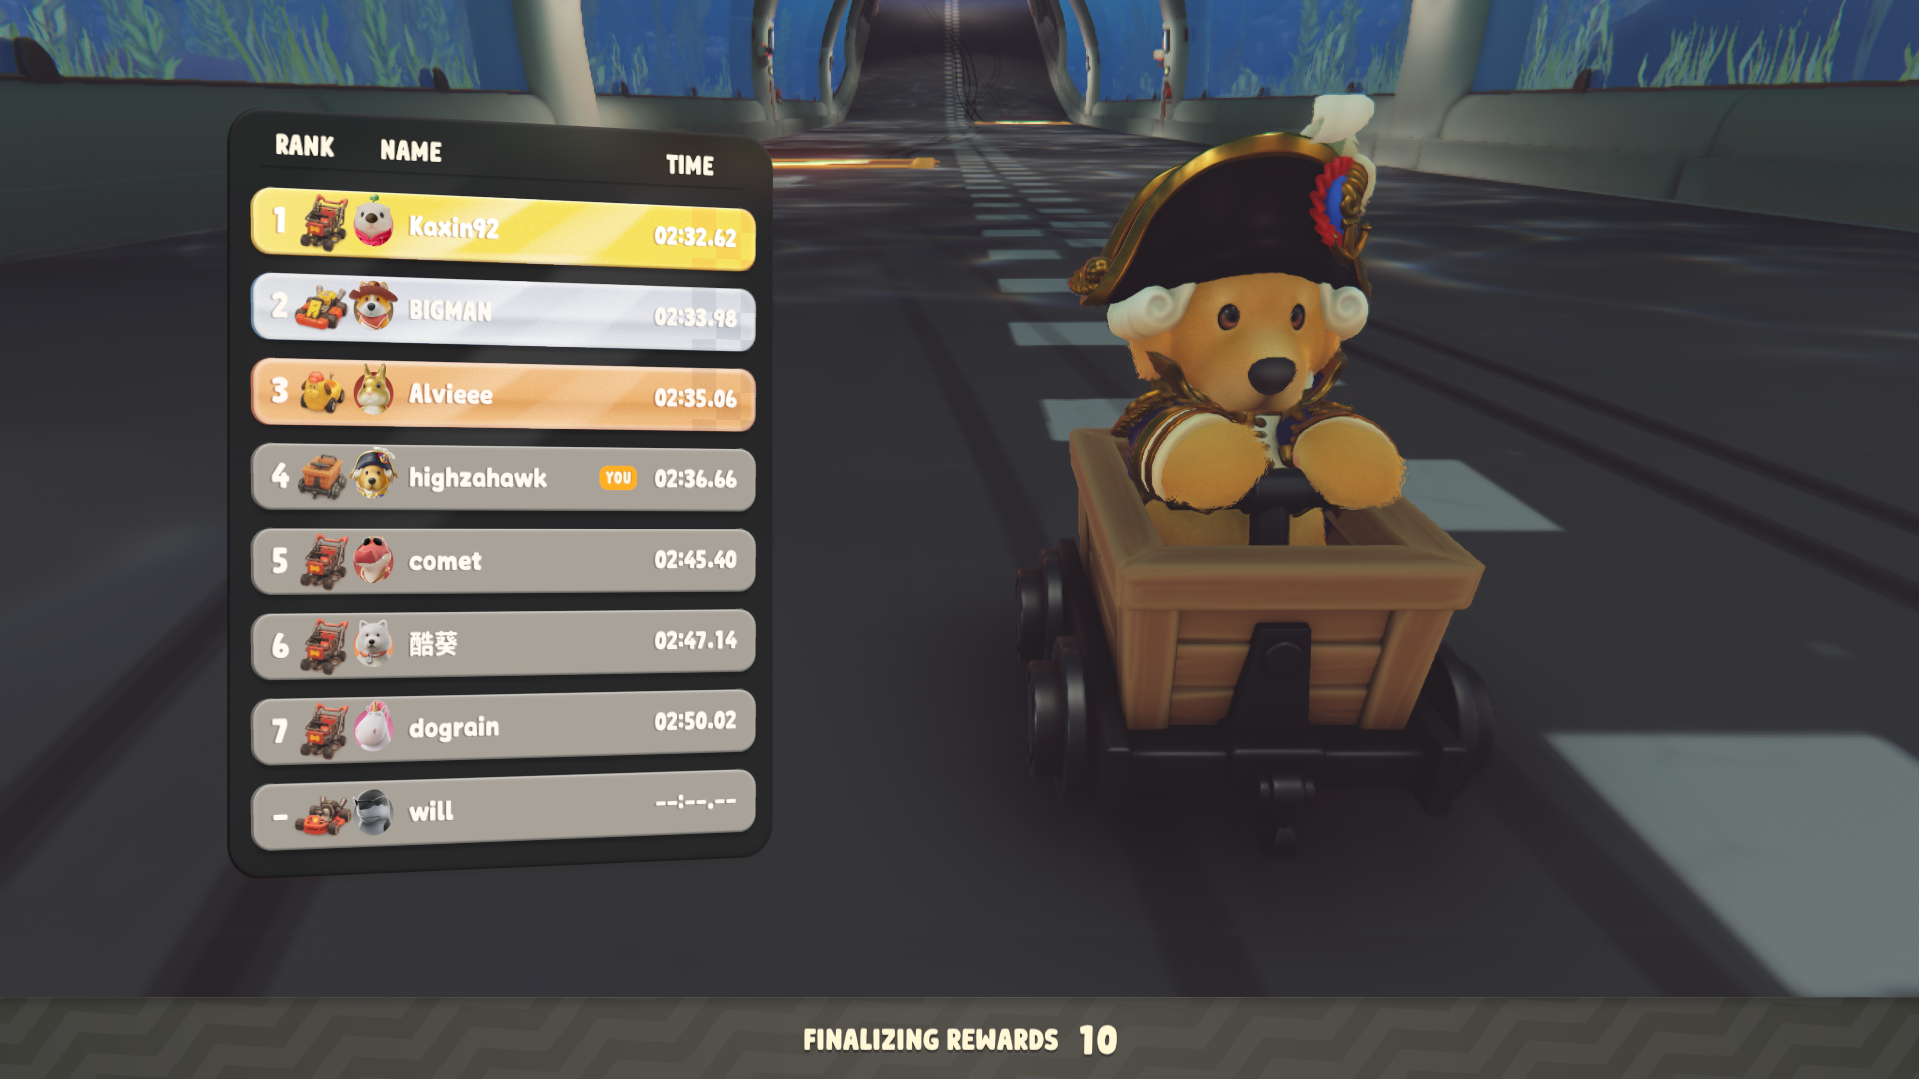 RANK NAME TIME
1 Kaxin92 02:32.62
2 BIGMAN 02:33.98
3 Alvieee 02:35.06
4 highzahawk YOU 02:36.66
5 comet 02:45.40
6 酷葵 02:47.14
7 dograin 02:50.02
- will --:--.--
FINALIZING REWARDS 10